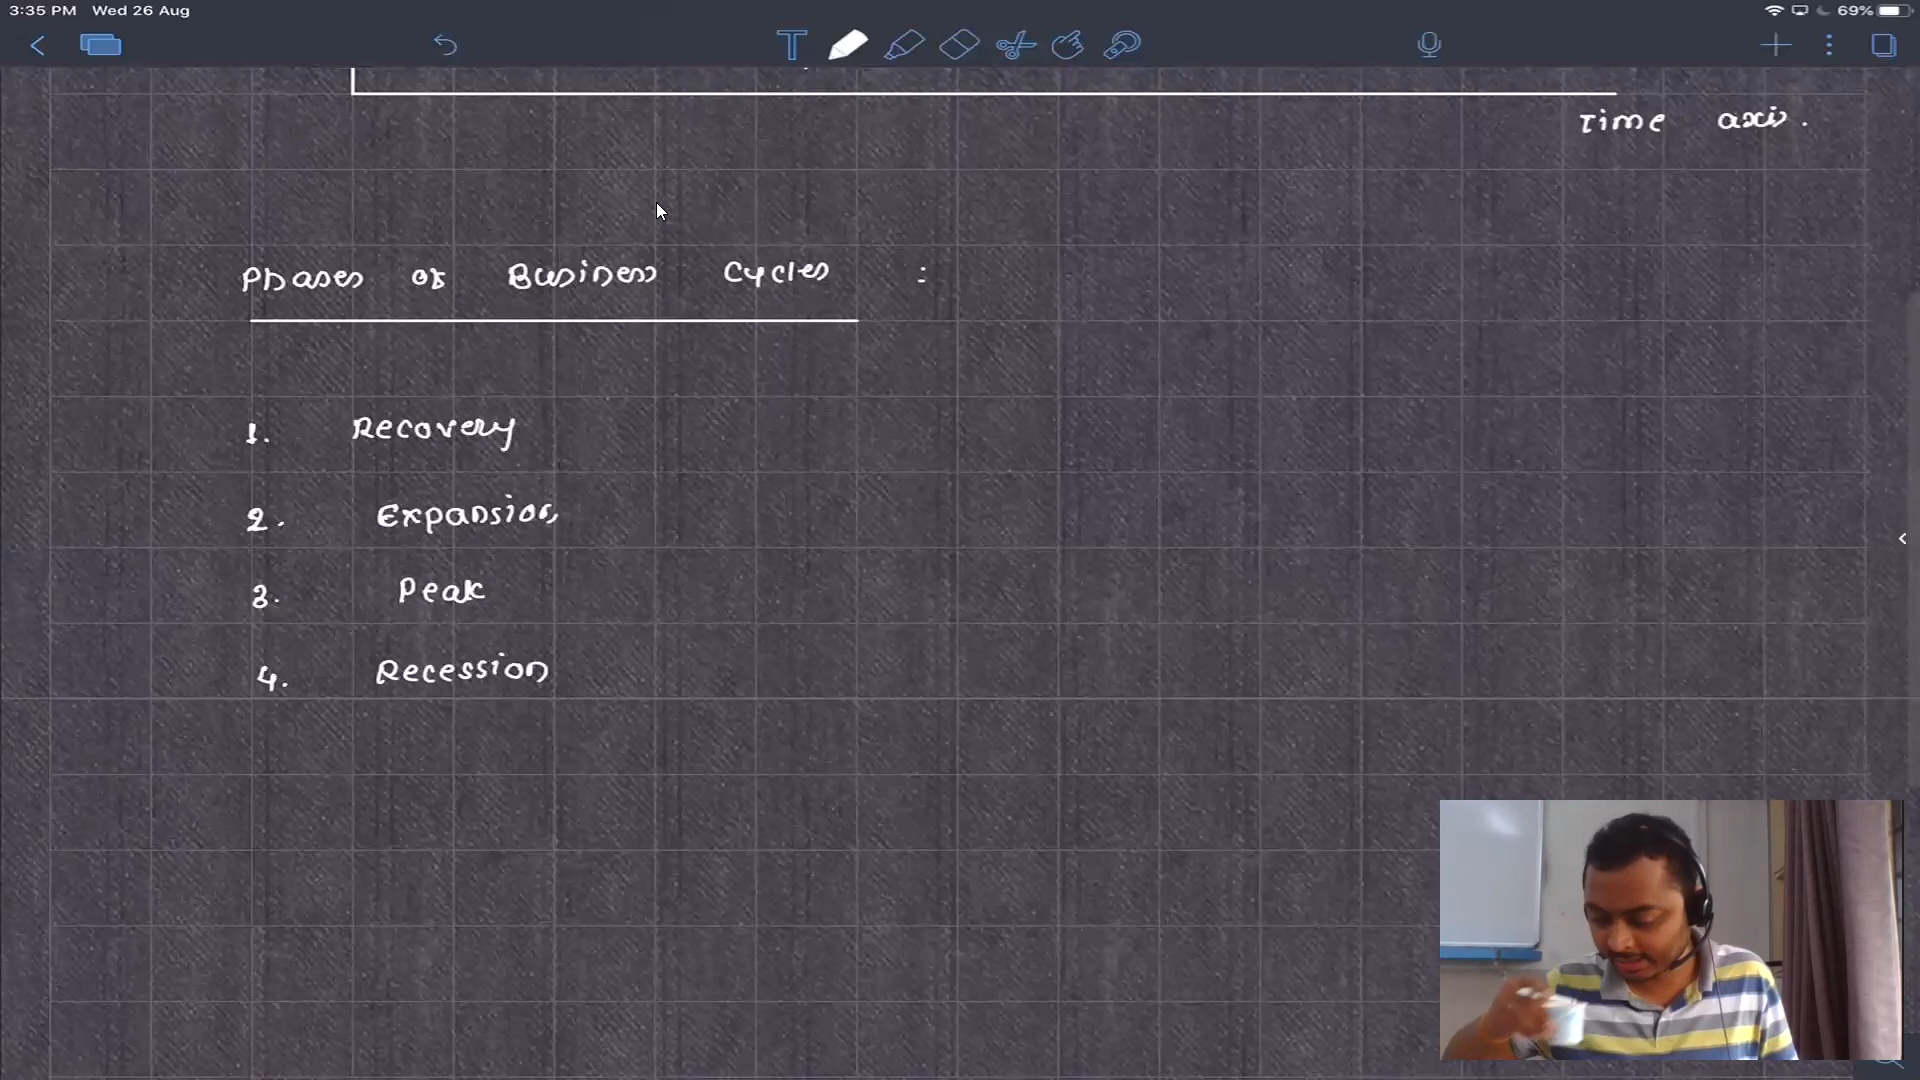 3:35 PM Wed 26 Aug
69%
T
Time axis.
Phases of Business Cycles :
1. Recovery
2. Expansion
3. Peak
4. Recession